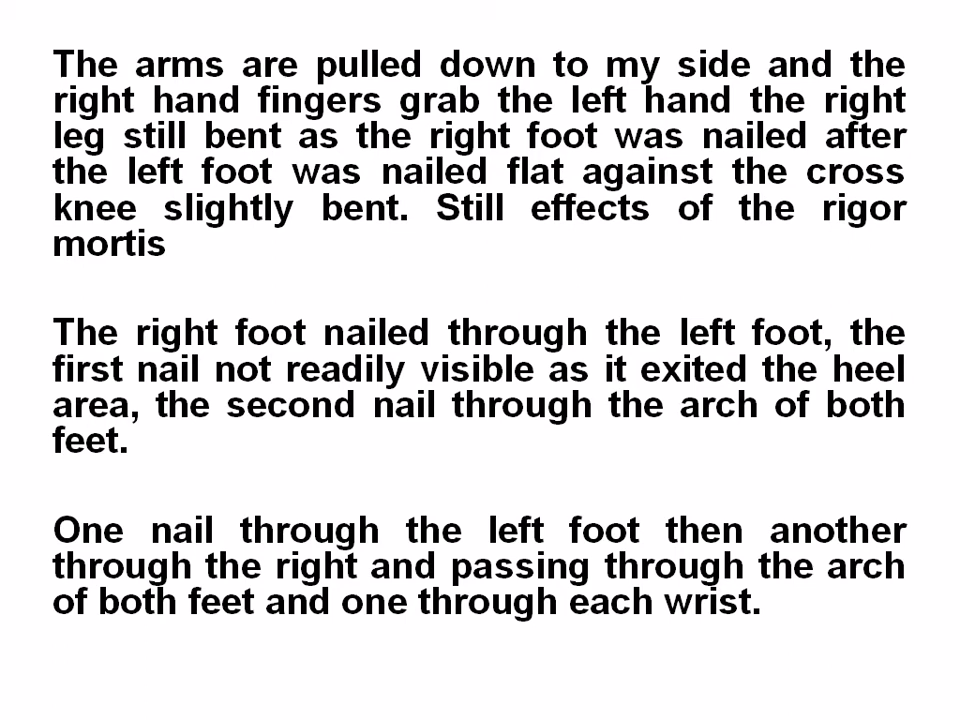 The arms are pulled down to my side and the
right hand fingers grab the left hand the right
leg still bent as the right foot was nailed after
the left foot was nailed flat against the cross
knee slightly bent. Still effects of the rigor
mortis
The right foot nailed through the left foot, the
first nail not readily visible as it exited the heel
area, the second nail through the arch of both
feet.
One nail through the left foot then another
through the right and passing through the arch
of both feet and one through each wrist.